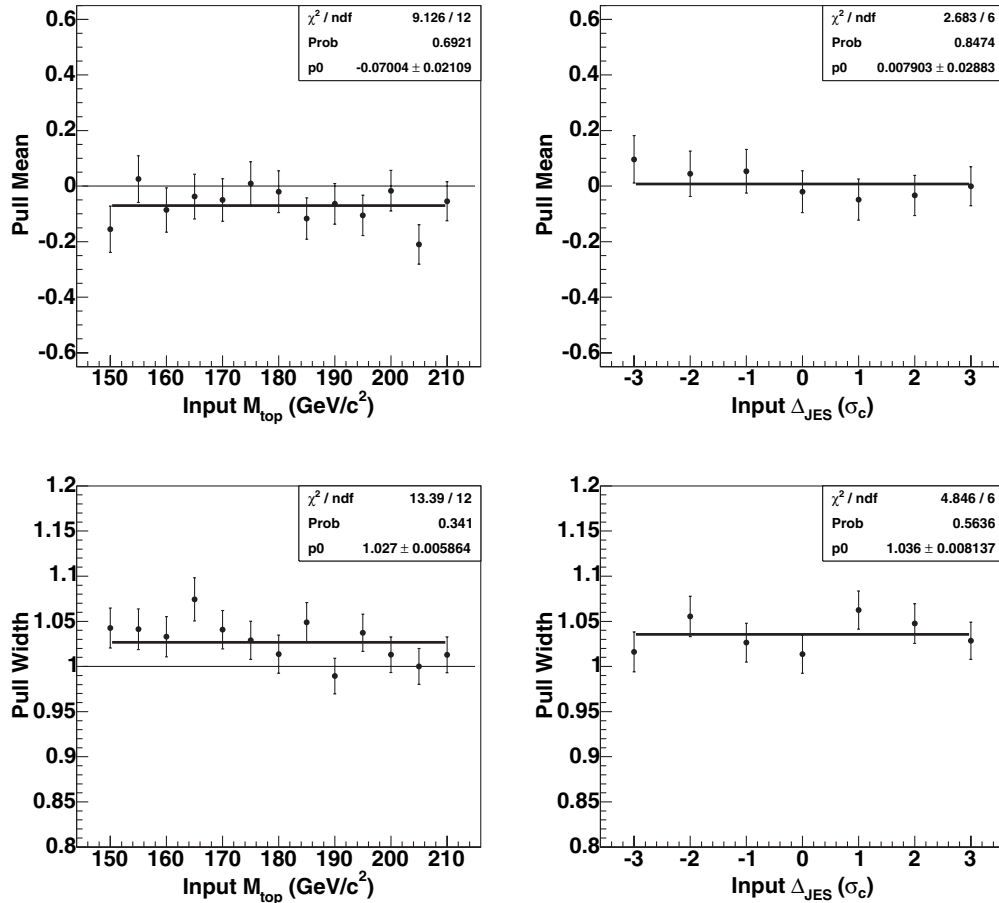 χ² / ndf 9.126 / 12
Prob 0.6921
p0 -0.07004 ± 0.02109
Pull Mean
0.6
0.4
0.2
0
-0.2
-0.4
-0.6
150 160 170 180 190 200 210
Input M_top (GeV/c²)
χ² / ndf 2.683 / 6
Prob 0.8474
p0 0.007903 ± 0.02883
Pull Mean
0.6
0.4
0.2
0
-0.2
-0.4
-0.6
-3 -2 -1 0 1 2 3
Input Δ_JES (σ_c)
χ² / ndf 13.39 / 12
Prob 0.341
p0 1.027 ± 0.005864
Pull Width
1.2
1.15
1.1
1.05
1
0.95
0.9
0.85
0.8
150 160 170 180 190 200 210
Input M_top (GeV/c²)
χ² / ndf 4.846 / 6
Prob 0.5636
p0 1.036 ± 0.008137
Pull Width
1.2
1.15
1.1
1.05
1
0.95
0.9
0.85
0.8
-3 -2 -1 0 1 2 3
Input Δ_JES (σ_c)